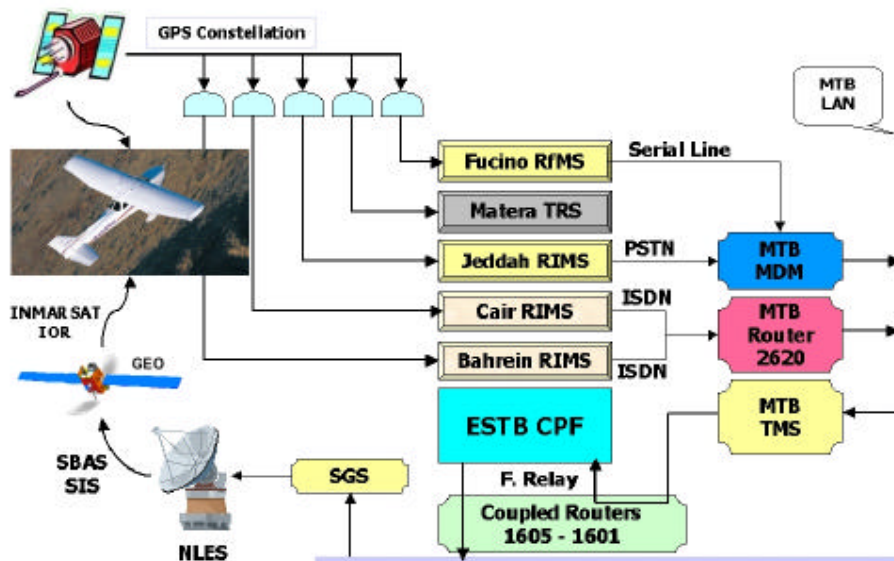 GPS Constellation
MTB
LAN
Fucino RfMS
Serial Line
Matera TRS
Jeddah RIMS
PSTN
MTB
MDM
INMARSAT
IOR
Cair RIMS
ISDN
MTB
Router
2620
GEO
Bahrein RIMS
ISDN
ESTB CPF
MTB
TMS
SBAS
SIS
SGS
F. Relay
NLES
Coupled Routers
1605 - 1601